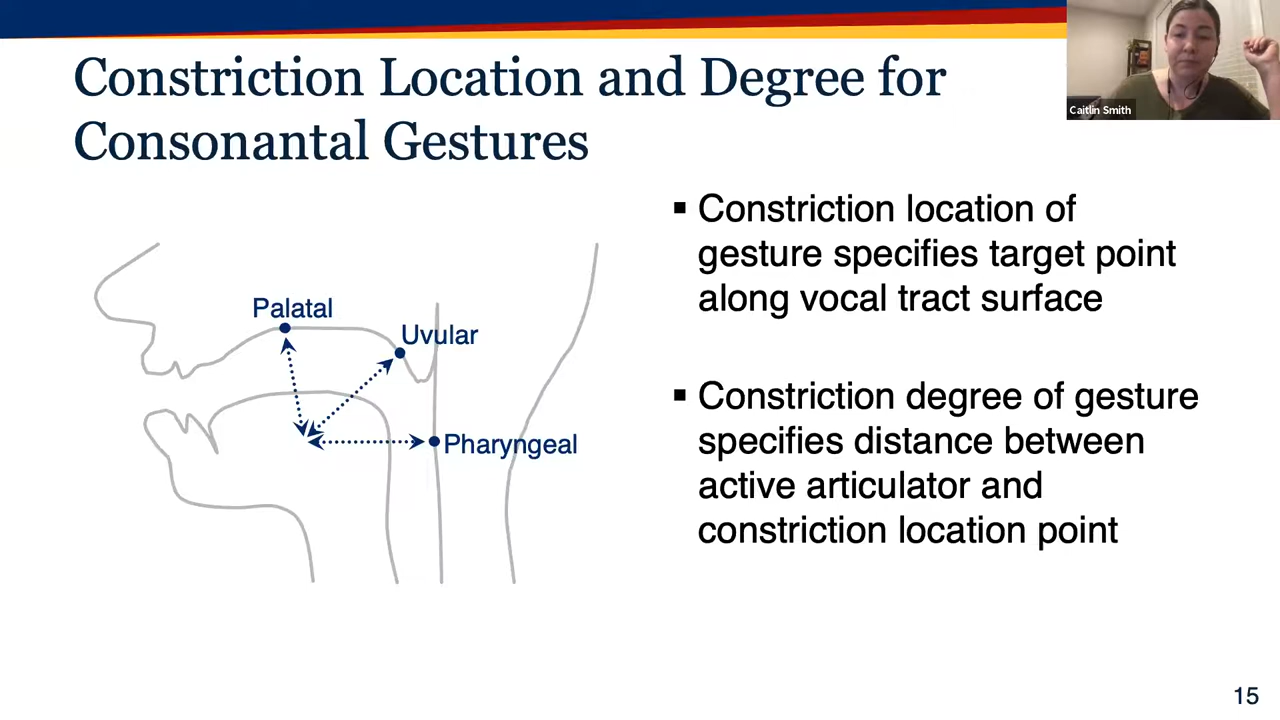 Constriction Location and Degree for
Consonantal Gestures
Caitlin Smith
▪ Constriction location of
gesture specifies target point
along vocal tract surface
▪ Constriction degree of gesture
specifies distance between
active articulator and
constriction location point
Palatal
Uvular
Pharyngeal
15